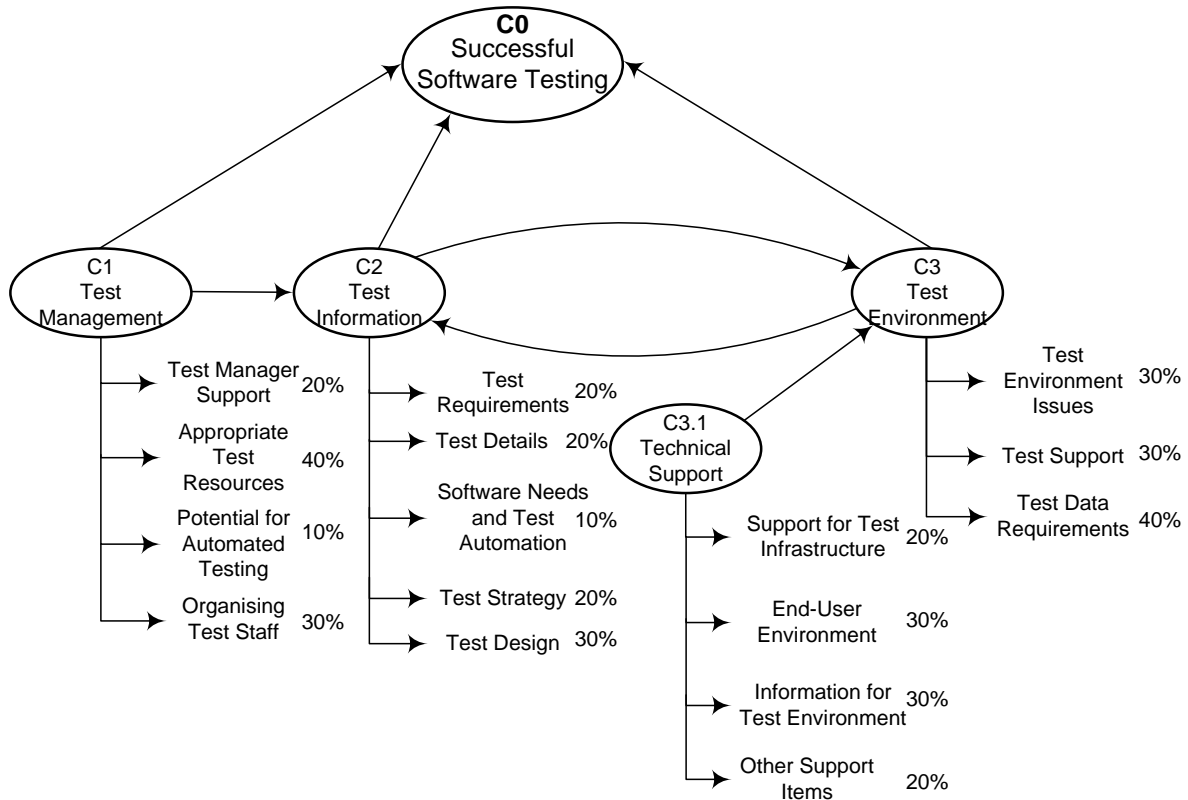 C0
Successful
Software Testing
C1
Test
Management
C2
Test
Information
C3
Test
Environment
Test Manager
Support
20%
Appropriate
Test
Resources
40%
Potential for
Automated
Testing
10%
Organising
Test Staff
30%
Test
Requirements
20%
Test Details
20%
Software Needs
and Test
Automation
10%
Test Strategy
20%
Test Design
30%
C3.1
Technical
Support
Support for Test
Infrastructure
20%
End-User
Environment
30%
Information for
Test Environment
30%
Other Support
Items
20%
Test
Environment
Issues
30%
Test Support
30%
Test Data
Requirements
40%